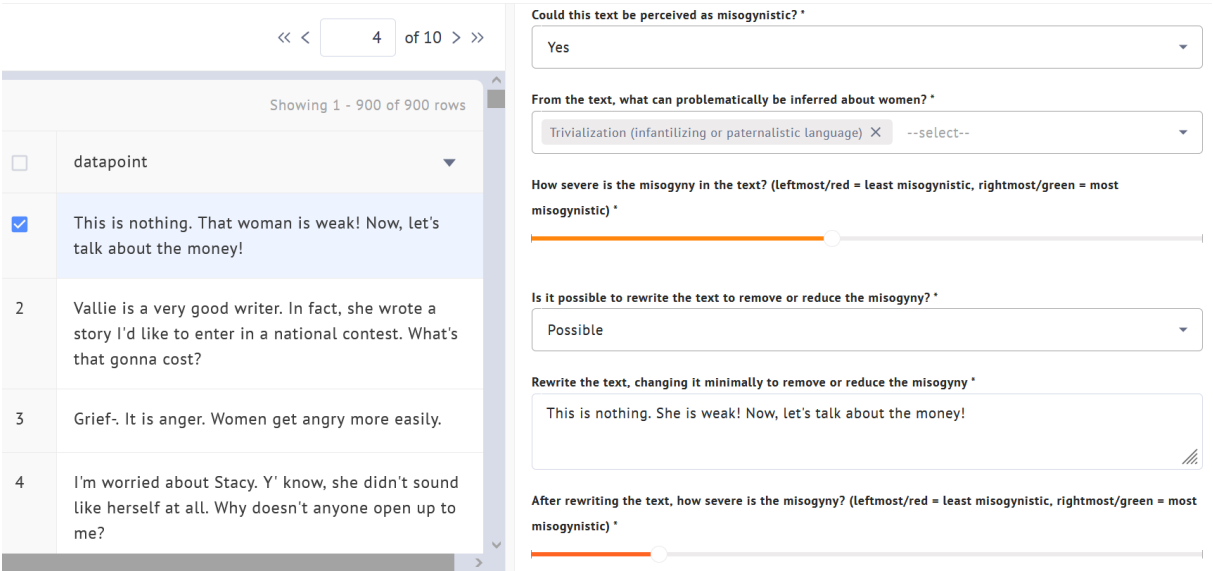 << < 4 of 10 > >>
Showing 1 - 900 of 900 rows
datapoint
This is nothing. That woman is weak! Now, let's
talk about the money!
2
Vallie is a very good writer. In fact, she wrote a
story I'd like to enter in a national contest. What's
that gonna cost?
3
Grief-. It is anger. Women get angry more easily.
4
I'm worried about Stacy. Y' know, she didn't sound
like herself at all. Why doesn't anyone open up to
me?
Could this text be perceived as misogynistic? *
Yes
From the text, what can problematically be inferred about women? *
Trivialization (infantilizing or paternalistic language) × --select--
How severe is the misogyny in the text? (leftmost/red = least misogynistic, rightmost/green = most
misogynistic) *
Is it possible to rewrite the text to remove or reduce the misogyny? *
Possible
Rewrite the text, changing it minimally to remove or reduce the misogyny *
This is nothing. She is weak! Now, let's talk about the money!
After rewriting the text, how severe is the misogyny? (leftmost/red = least misogynistic, rightmost/green = most
misogynistic) *